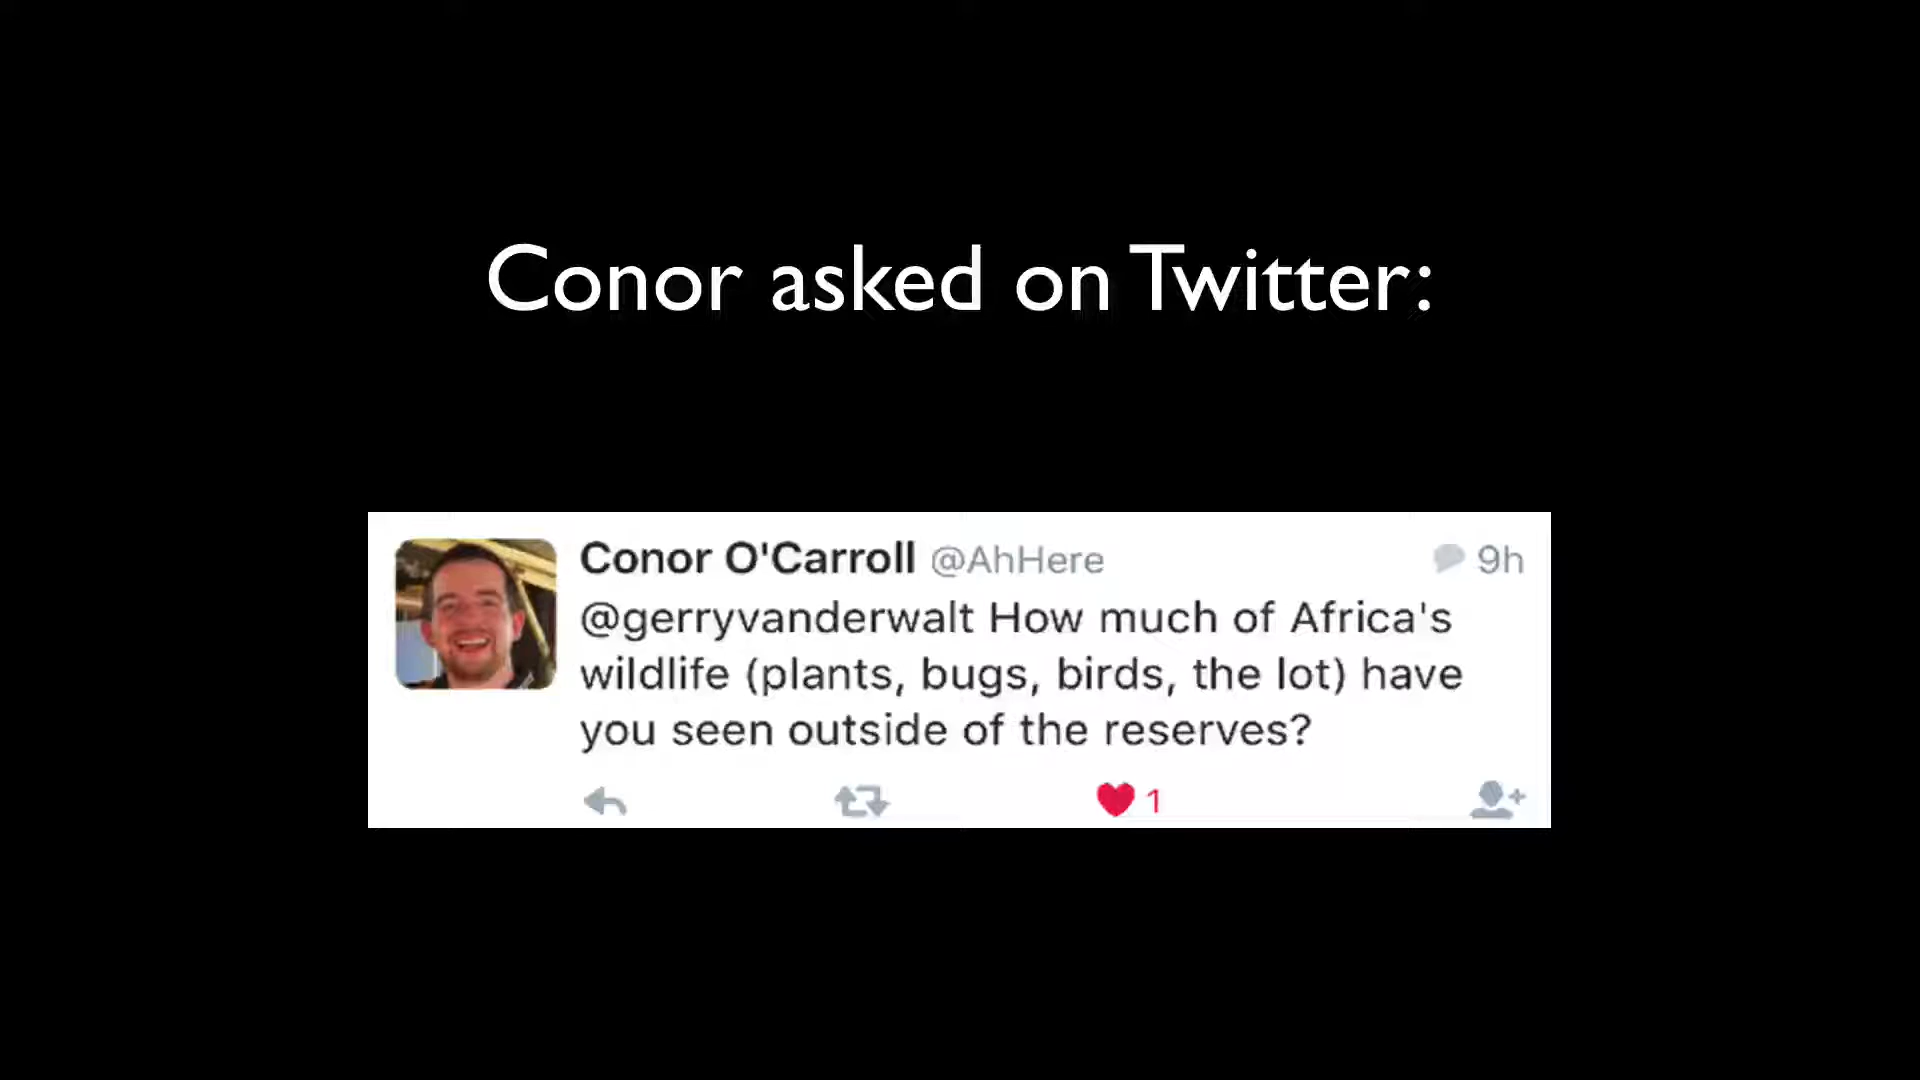 Conor asked on Twitter:
Conor O'Carroll @AhHere 9h
@gerryvanderwalt How much of Africa's
wildlife (plants, bugs, birds, the lot) have
you seen outside of the reserves?
1